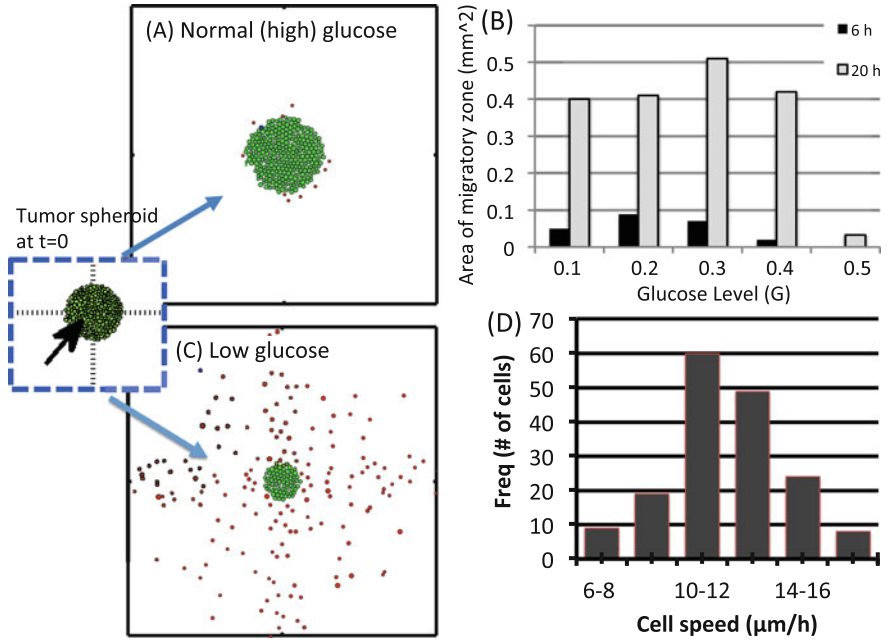 (A) Normal (high) glucose
Tumor spheroid
at t=0
(C) Low glucose
(B)
Area of migratory zone (mm^2)
0.5
0.4
0.3
0.2
0.1
0
6 h
20 h
0.1 0.2 0.3 0.4 0.5
Glucose Level (G)
(D)
Freq (# of cells)
70
60
50
40
30
20
10
0
6-8 10-12 14-16
Cell speed (μm/h)